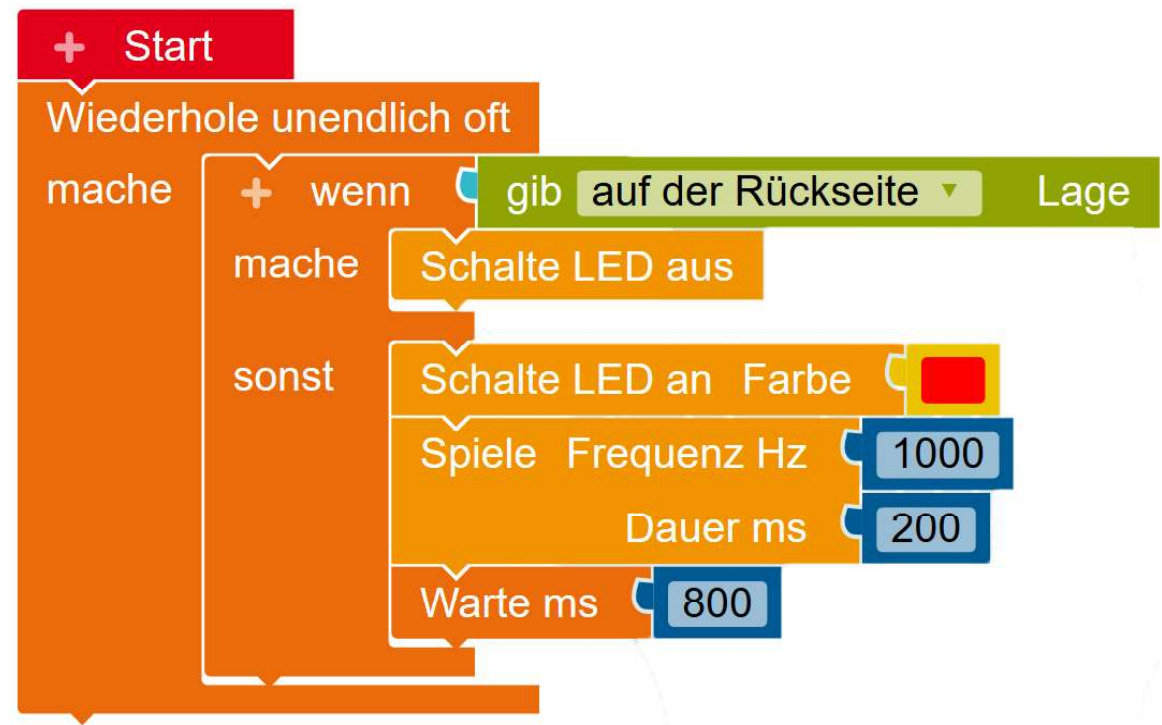 + Start
Wiederhole unendlich oft
mache + wenn gib auf der Rückseite ▾ Lage
mache Schalte LED aus
sonst Schalte LED an Farbe
Spiele Frequenz Hz 1000
Dauer ms 200
Warte ms 800